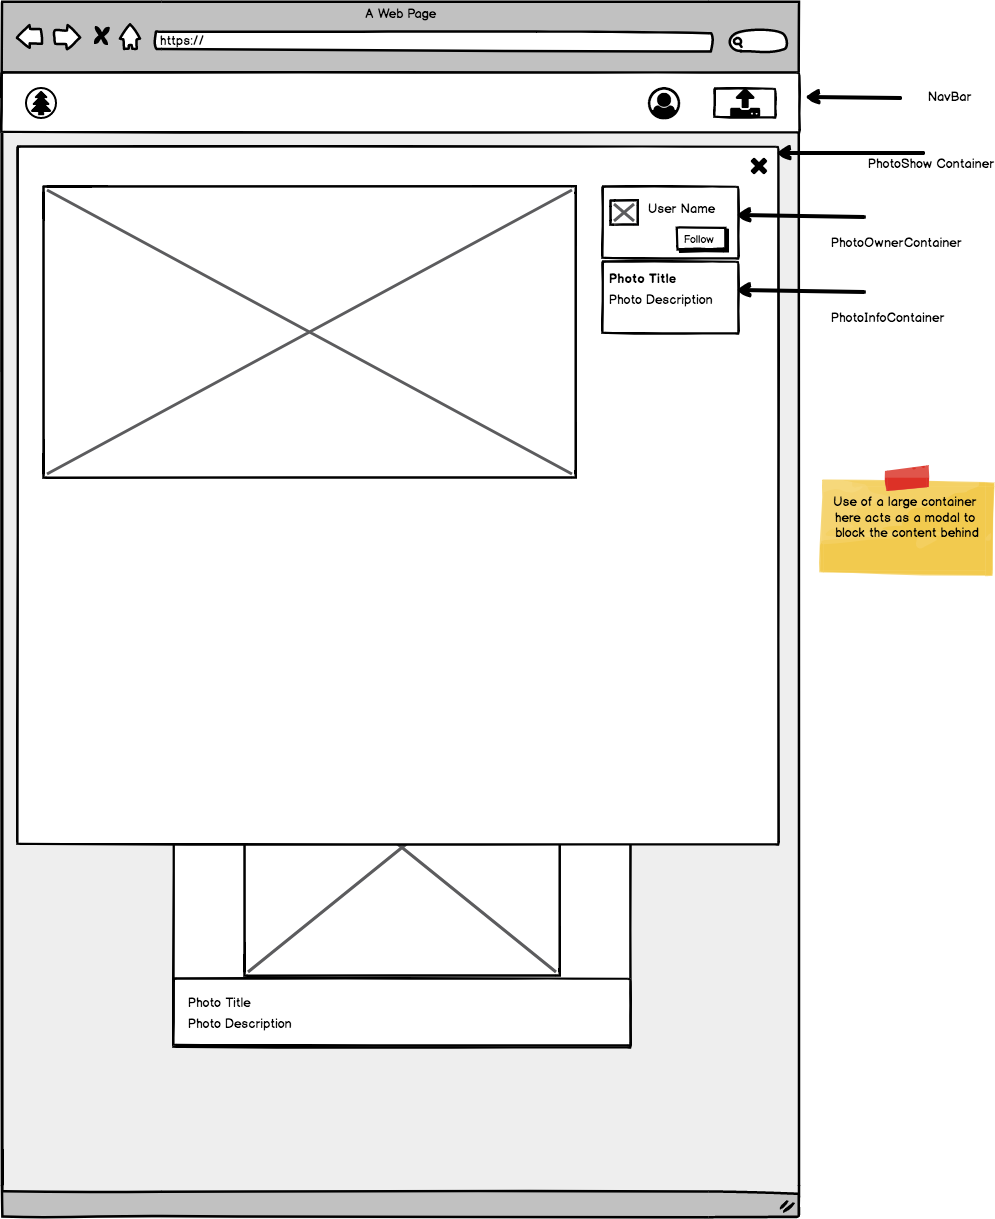 A Web Page
https://
NavBar
PhotoShow Container
User Name
Follow
PhotoOwnerContainer
Photo Title
Photo Description
PhotoInfoContainer
Use of a large container
here acts as a modal to
block the content behind
Photo Title
Photo Description